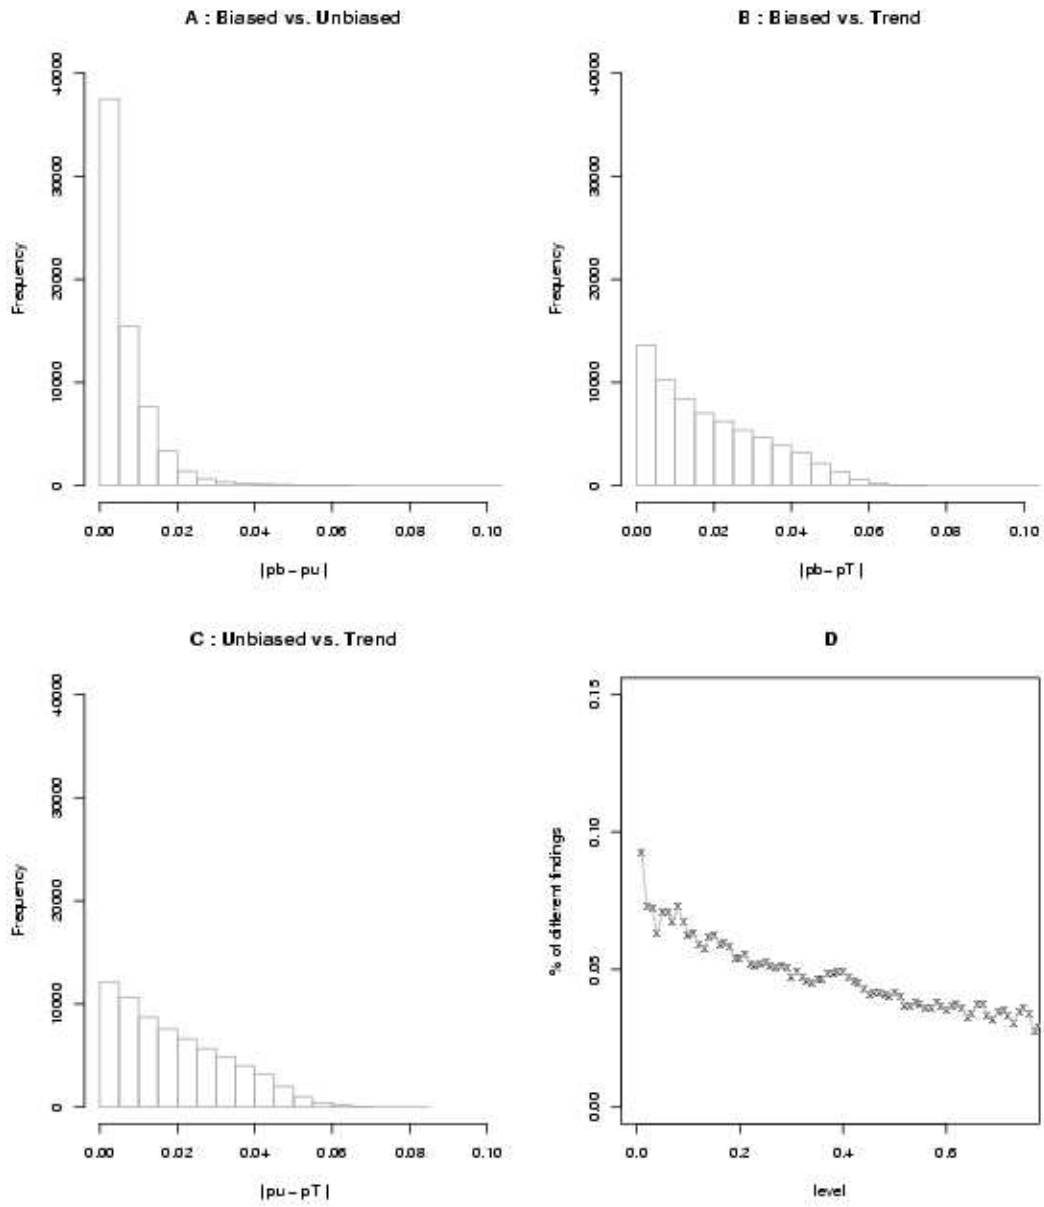 A : Biased vs. Unbiased
Frequency
40000
30000
20000
10000
0
0.00 0.02 0.04 0.06 0.08 0.10
|pb−pu|
B : Biased vs. Trend
Frequency
40000
30000
20000
10000
0
0.00 0.02 0.04 0.06 0.08 0.10
|pb−pT|
C : Unbiased vs. Trend
Frequency
40000
30000
20000
10000
0
0.00 0.02 0.04 0.06 0.08 0.10
|pu−pT|
D
% of different findings
0.15
0.10
0.05
0.00
0.0 0.2 0.4 0.6
level